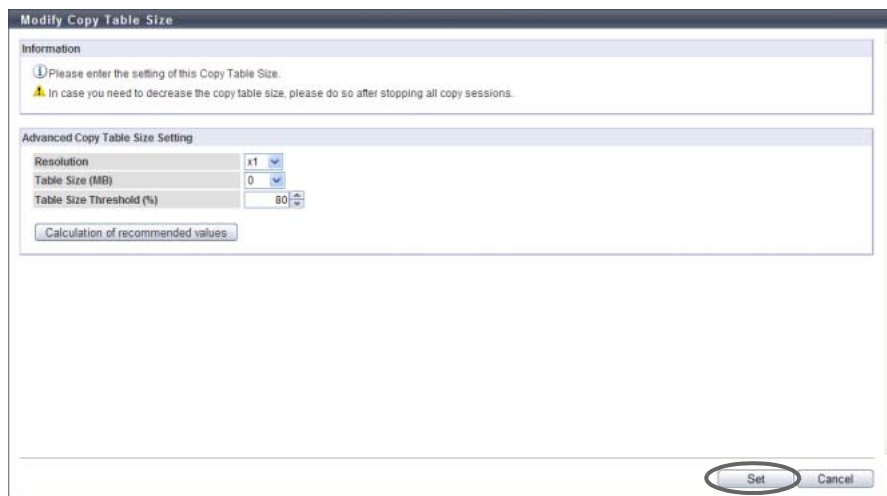 Modify Copy Table Size
Information
Please enter the setting of this Copy Table Size.
In case you need to decrease the copy table size, please do so after stopping all copy sessions.
Advanced Copy Table Size Setting
Resolution x1
Table Size (MB) 0
Table Size Threshold (%) 80
Calculation of recommended values
Set Cancel